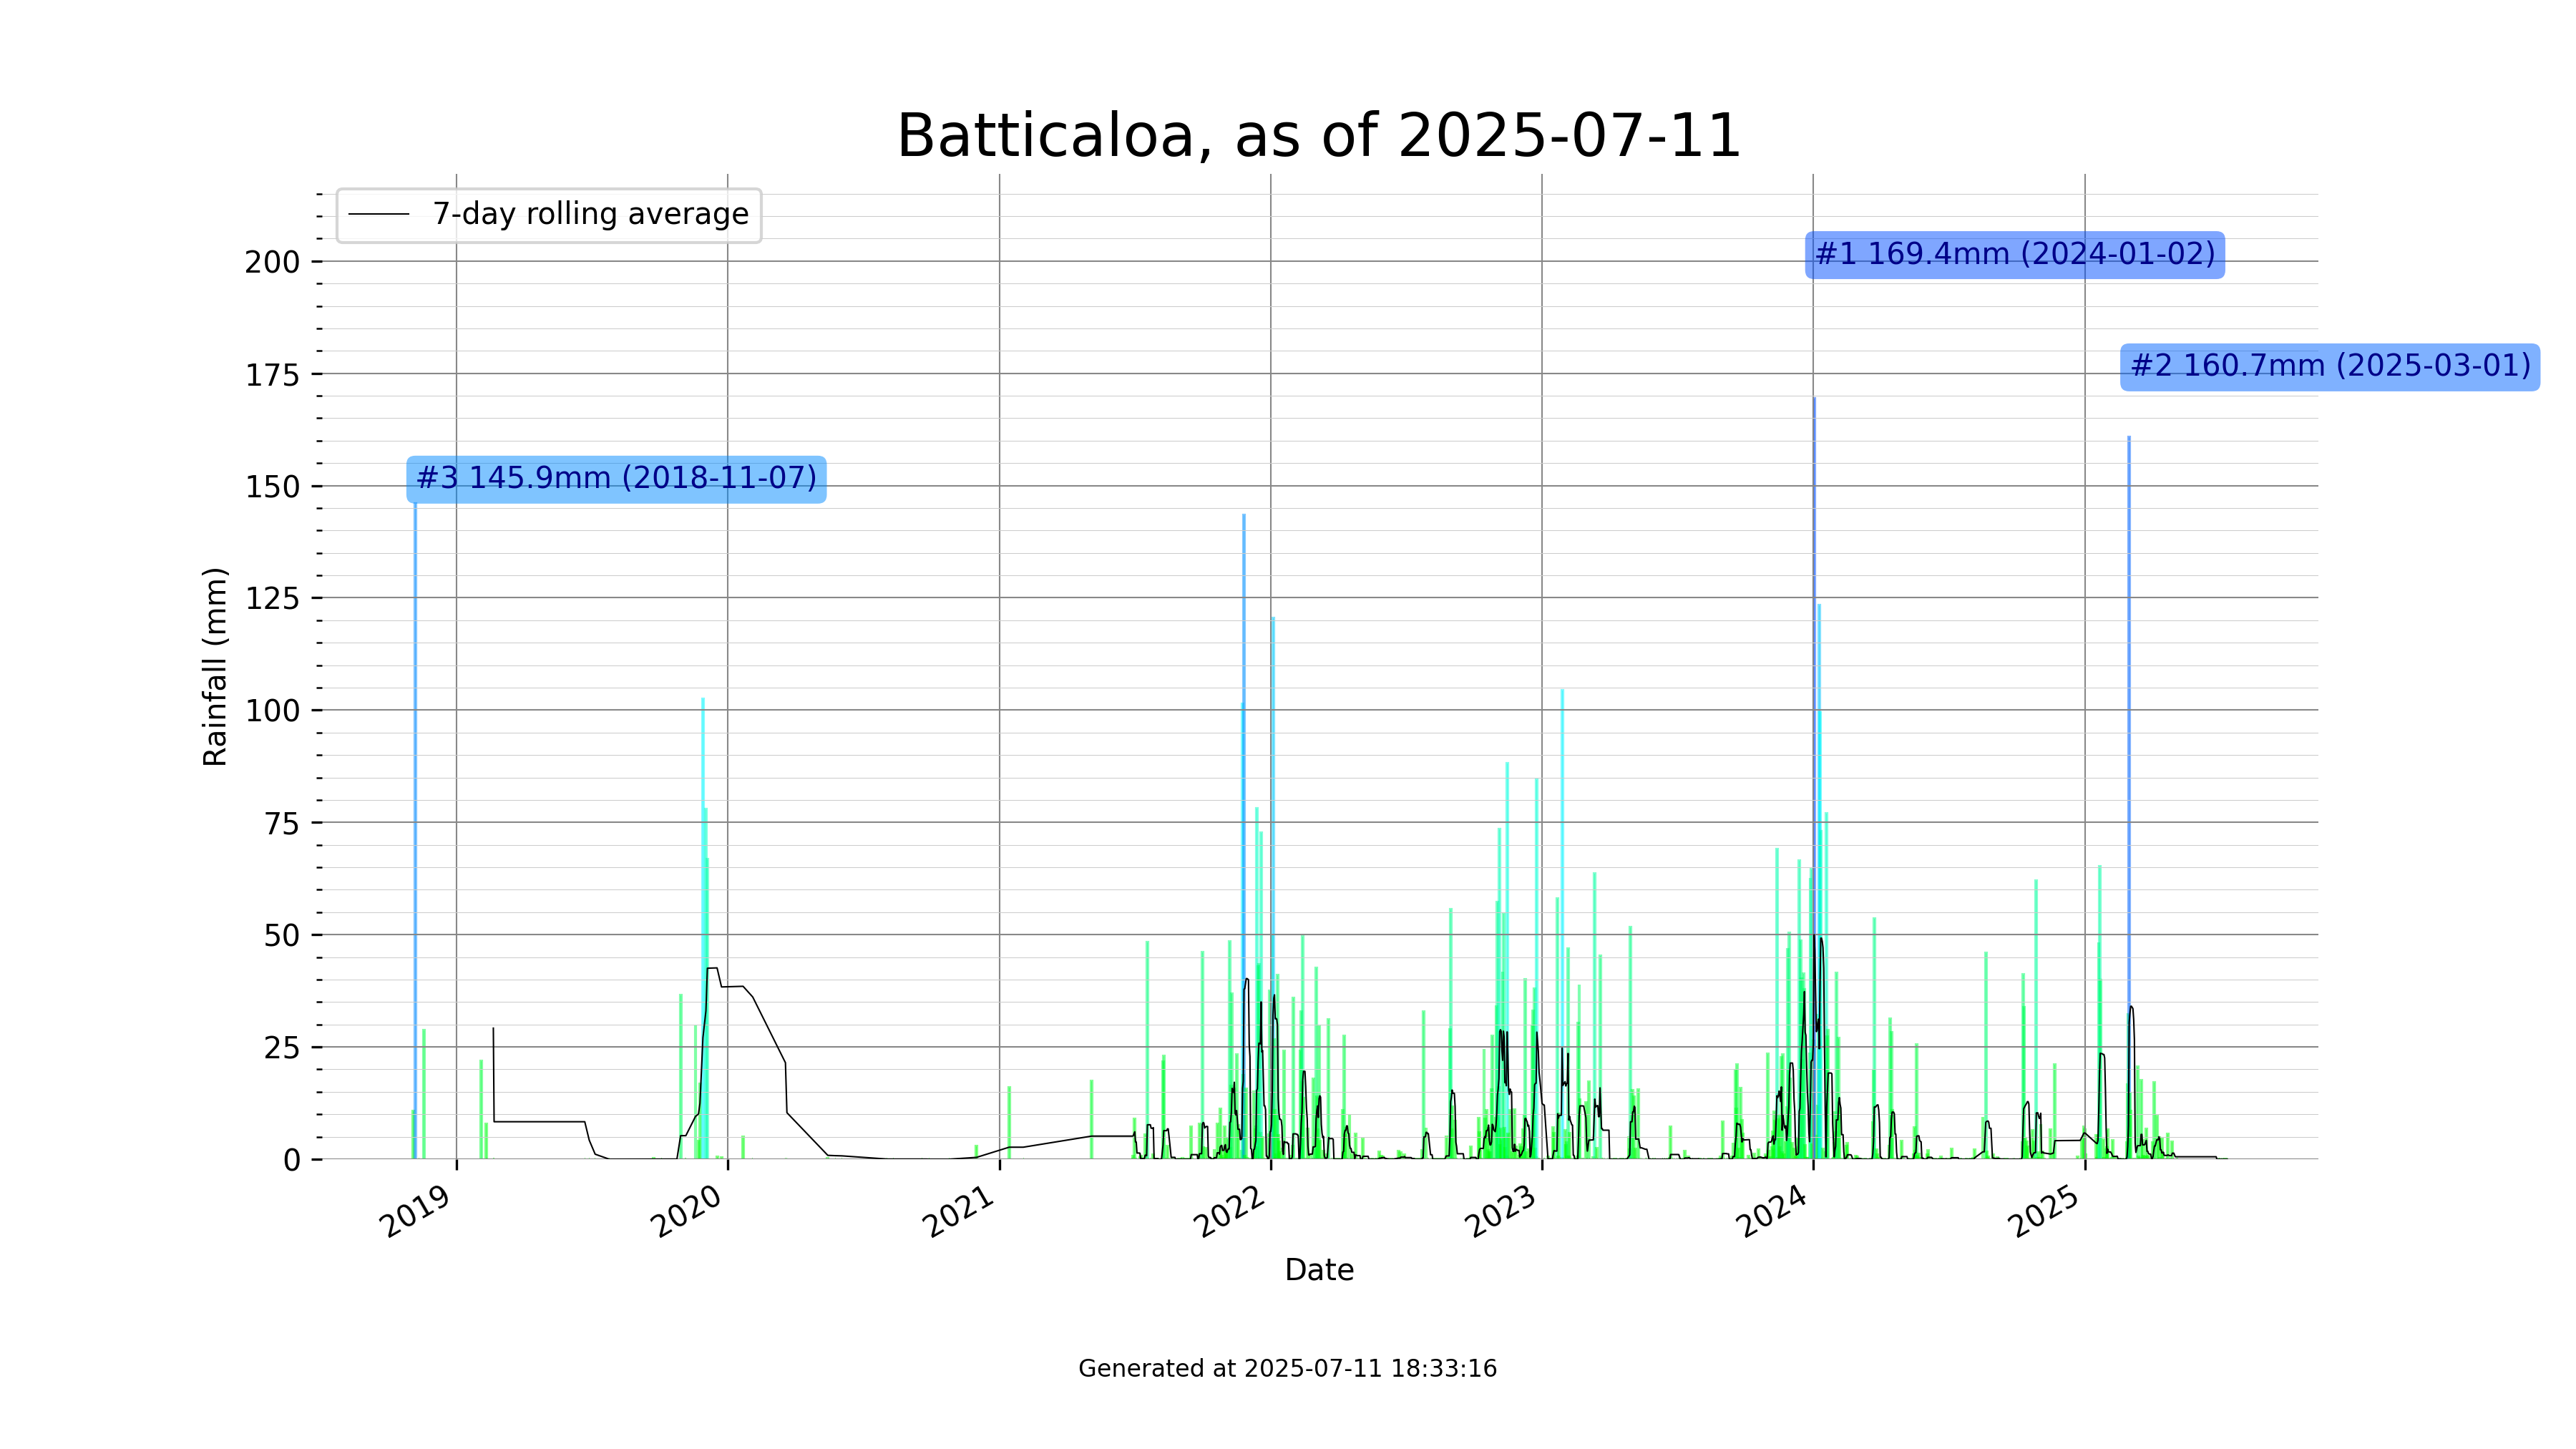 Batticaloa, as of 2025-07-11
7-day rolling average
#1 169.4mm (2024-01-02)
#2 160.7mm (2025-03-01)
#3 145.9mm (2018-11-07)
Rainfall (mm)
200
175
150
125
100
75
50
25
0
2019
2020
2021
2022
2023
2024
2025
Date
Generated at 2025-07-11 18:33:16